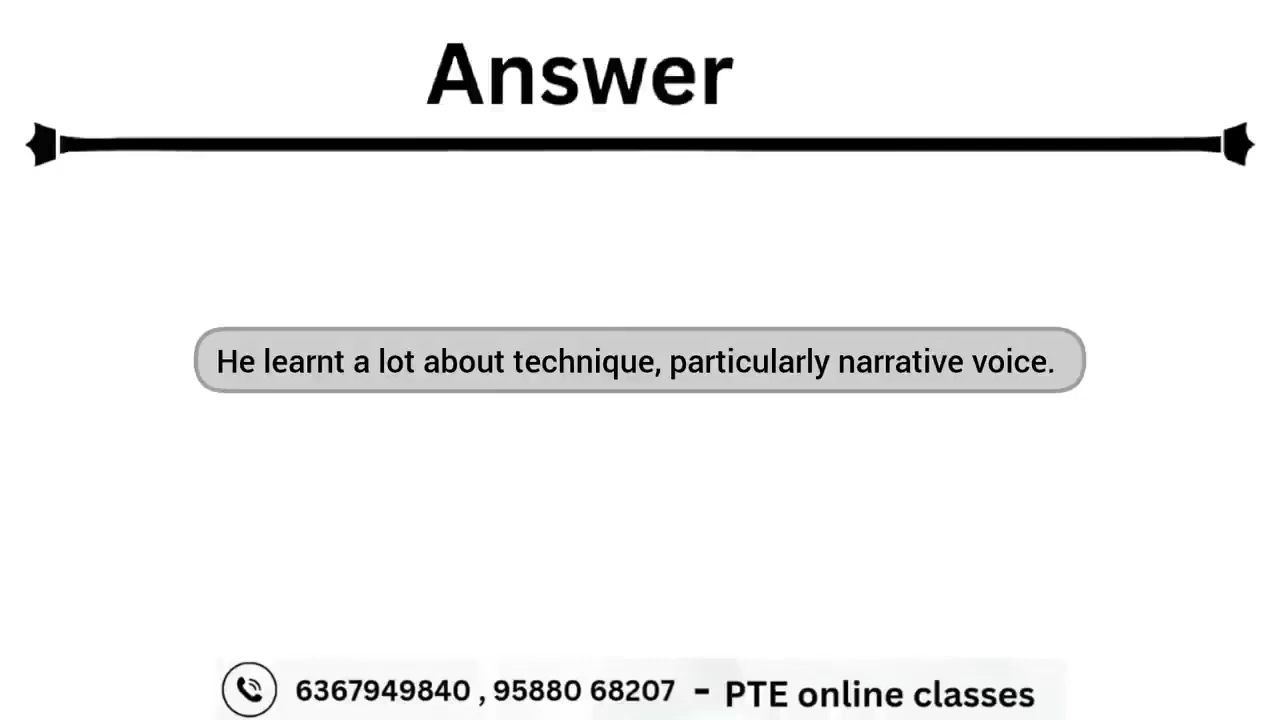 Answer
He learnt a lot about technique, particularly narrative voice.
6367949840 , 95880 68207 - PTE online classes